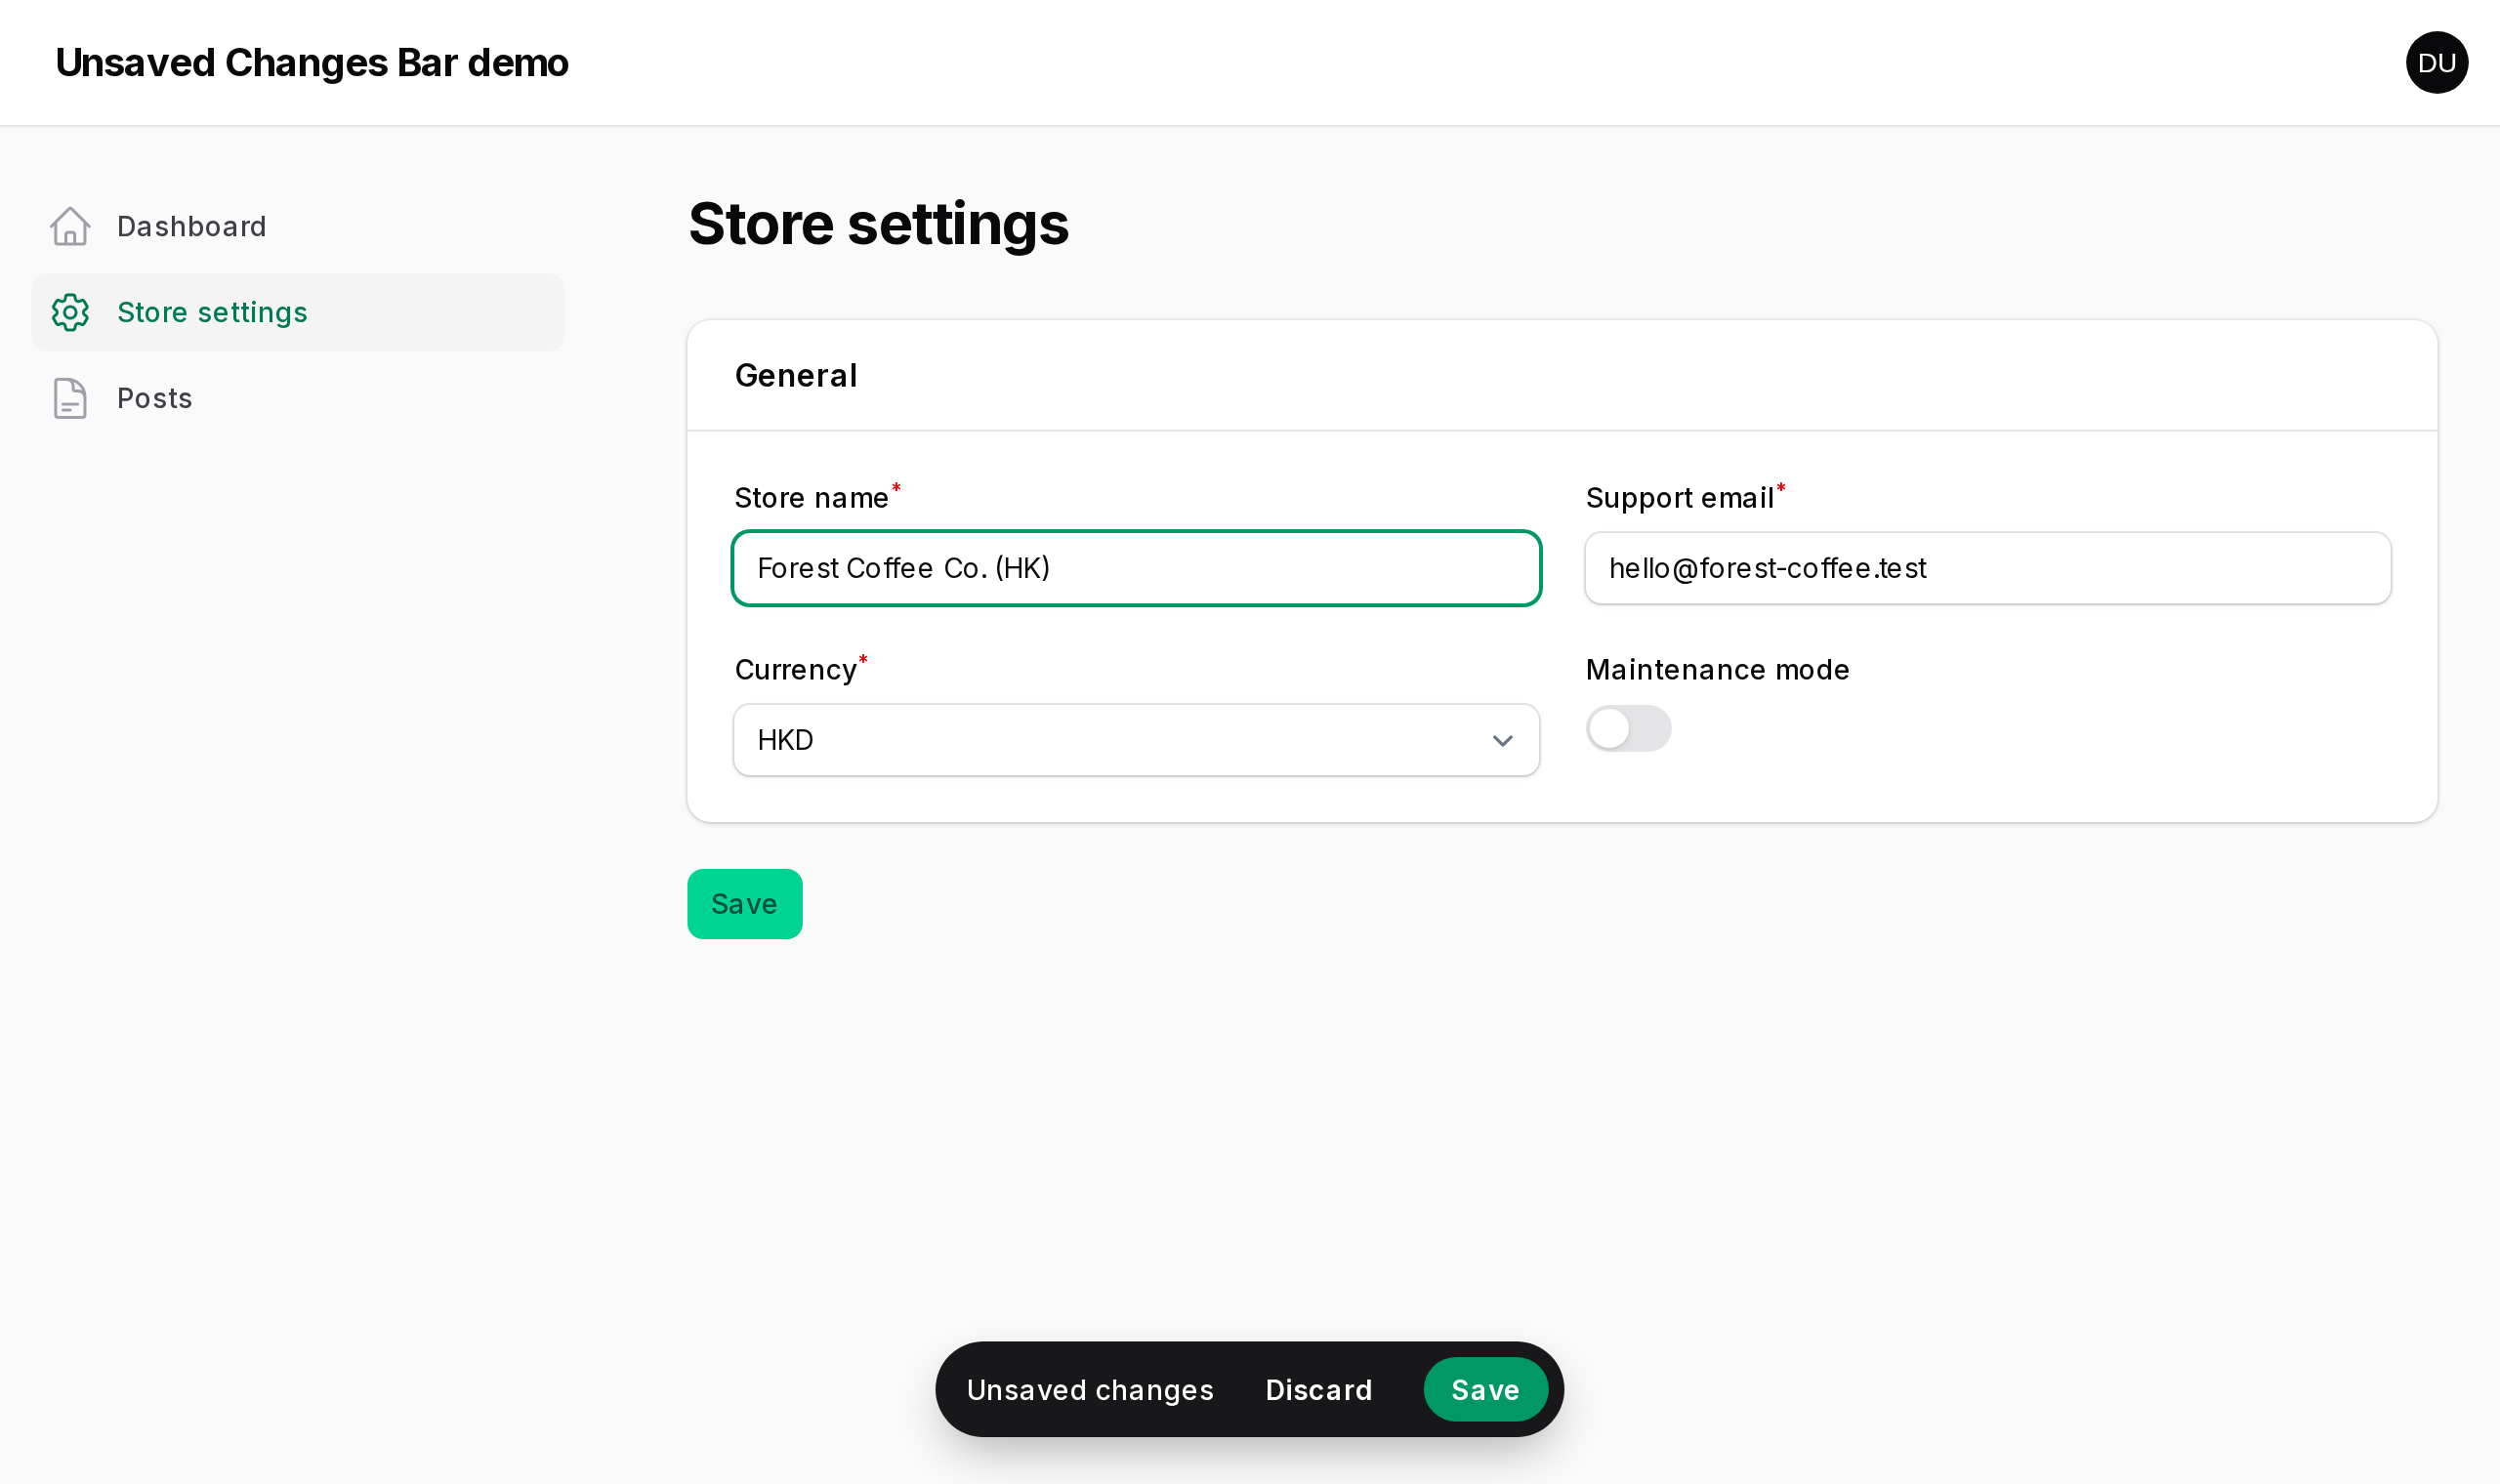 Unsaved Changes Bar demo
DU
Dashboard
Store settings
Posts
Store settings
General
Store name*
Support email*
Forest Coffee Co. (HK)
hello@forest-coffee.test
Currency*
Maintenance mode
HKD
Save
Unsaved changes Discard Save